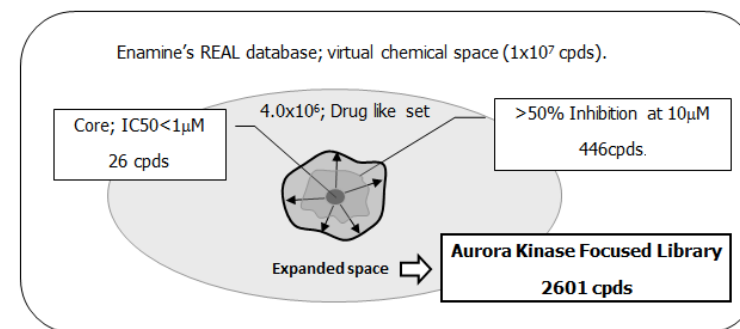 Enamine's REAL database; virtual chemical space (1x10⁷ cpds).
4.0x10⁶; Drug like set
Core; IC50<1μM
26 cpds
>50% Inhibition at 10μM
446cpds.
Expanded space
Aurora Kinase Focused Library
2601 cpds